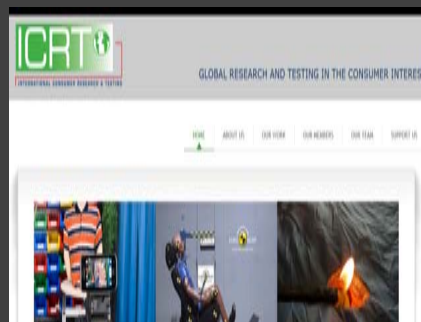 ICRT
INTERNATIONAL CONSUMER RESEARCH & TESTING
GLOBAL RESEARCH AND TESTING IN THE CONSUMER INTERES
HOME ABOUT US OUR WORK OUR MEMBERS OUR TEAM SUPPORT US